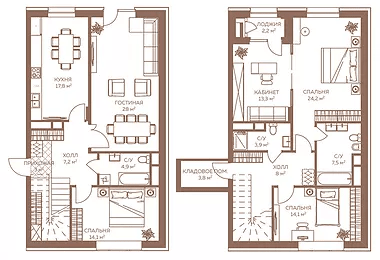 КУХНЯ
17,8 м²
ГОСТИНАЯ
28 м²
ПРИХОЖАЯ
ХОЛЛ
7,2 м²
С/У
4,9 м²
СПАЛЬНЯ
14,1 м²
ЛОДЖИЯ
2,2 м²
КАБИНЕТ
13,3 м²
СПАЛЬНЯ
24,2 м²
С/У
3,9 м²
С/У
7,5 м²
КЛАДОВОЕ ПОМ.
3,8 м²
ХОЛЛ
8 м²
СПАЛЬНЯ
14,1 м²